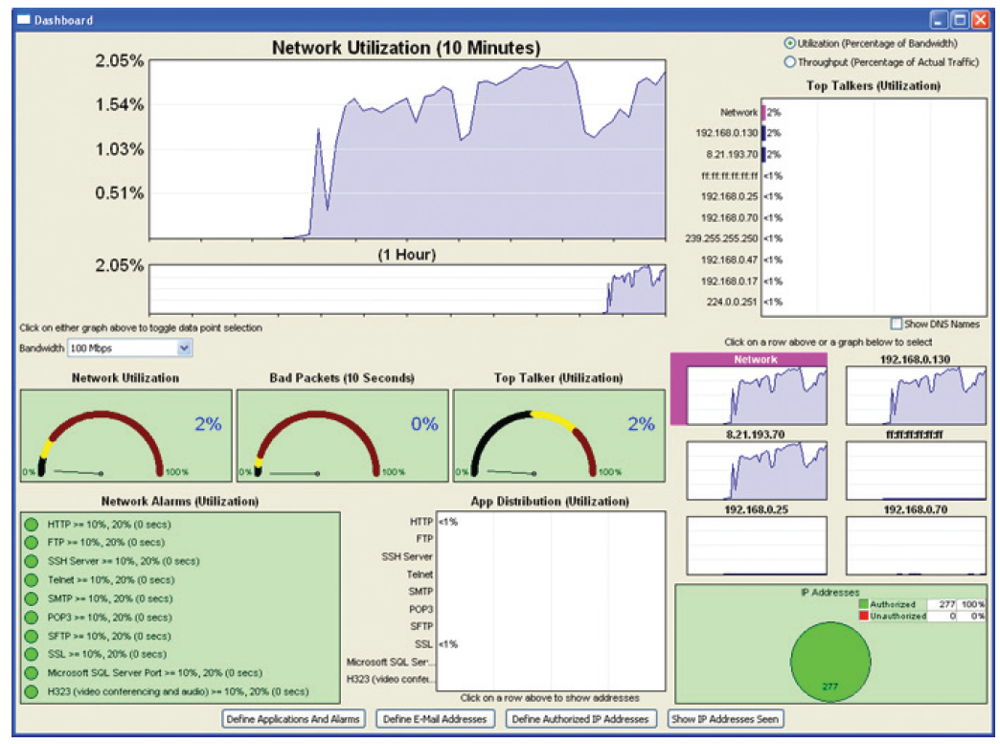 Dashboard
Network Utilization (10 Minutes)
2.05%
1.54%
1.03%
0.51%
(1 Hour)
2.05%
Click on either graph above to toggle data point selection
Bandwidth 100 Mbps
Utilization (Percentage of Bandwidth)
Throughput (Percentage of Actual Traffic)
Top Talkers (Utilization)
Network 2%
192.168.0.130 2%
8.21.193.70 2%
ff:ff:ff:ff:ff:ff <1%
192.168.0.25 <1%
192.168.0.70 <1%
239.255.255.250 <1%
192.168.0.47 <1%
192.168.0.17 <1%
224.0.0.251 <1%
Show DNS Names
Click on a row above or a graph below to select
Network 192.168.0.130
8.21.193.70 ff:ff:ff:ff:ff:ff
192.168.0.25 192.168.0.70
Network Utilization
2%
0% 100%
Bad Packets (10 Seconds)
0%
0% 100%
Top Talker (Utilization)
2%
0% 100%
Network Alarms (Utilization)
HTTP >= 10%, 20% (0 secs)
FTP >= 10%, 20% (0 secs)
SSH Server >= 10%, 20% (0 secs)
Telnet >= 10%, 20% (0 secs)
SMTP >= 10%, 20% (0 secs)
POP3 >= 10%, 20% (0 secs)
SFTP >= 10%, 20% (0 secs)
SSL >= 10%, 20% (0 secs)
Microsoft SQL Server Port >= 10%, 20% (0 secs)
H323 (video conferencing and audio) >= 10%, 20% (0 secs)
App Distribution (Utilization)
HTTP <1%
FTP
SSH Server
Telnet
SMTP
POP3
SFTP
SSL <1%
Microsoft SQL Ser...
H323 (video confer...
Click on a row above to show addresses
IP Addresses
Authorized 277 100%
Unauthorized 0 0%
277
Define Applications And Alarms Define E-Mail Addresses Define Authorized IP Addresses Show IP Addresses Seen